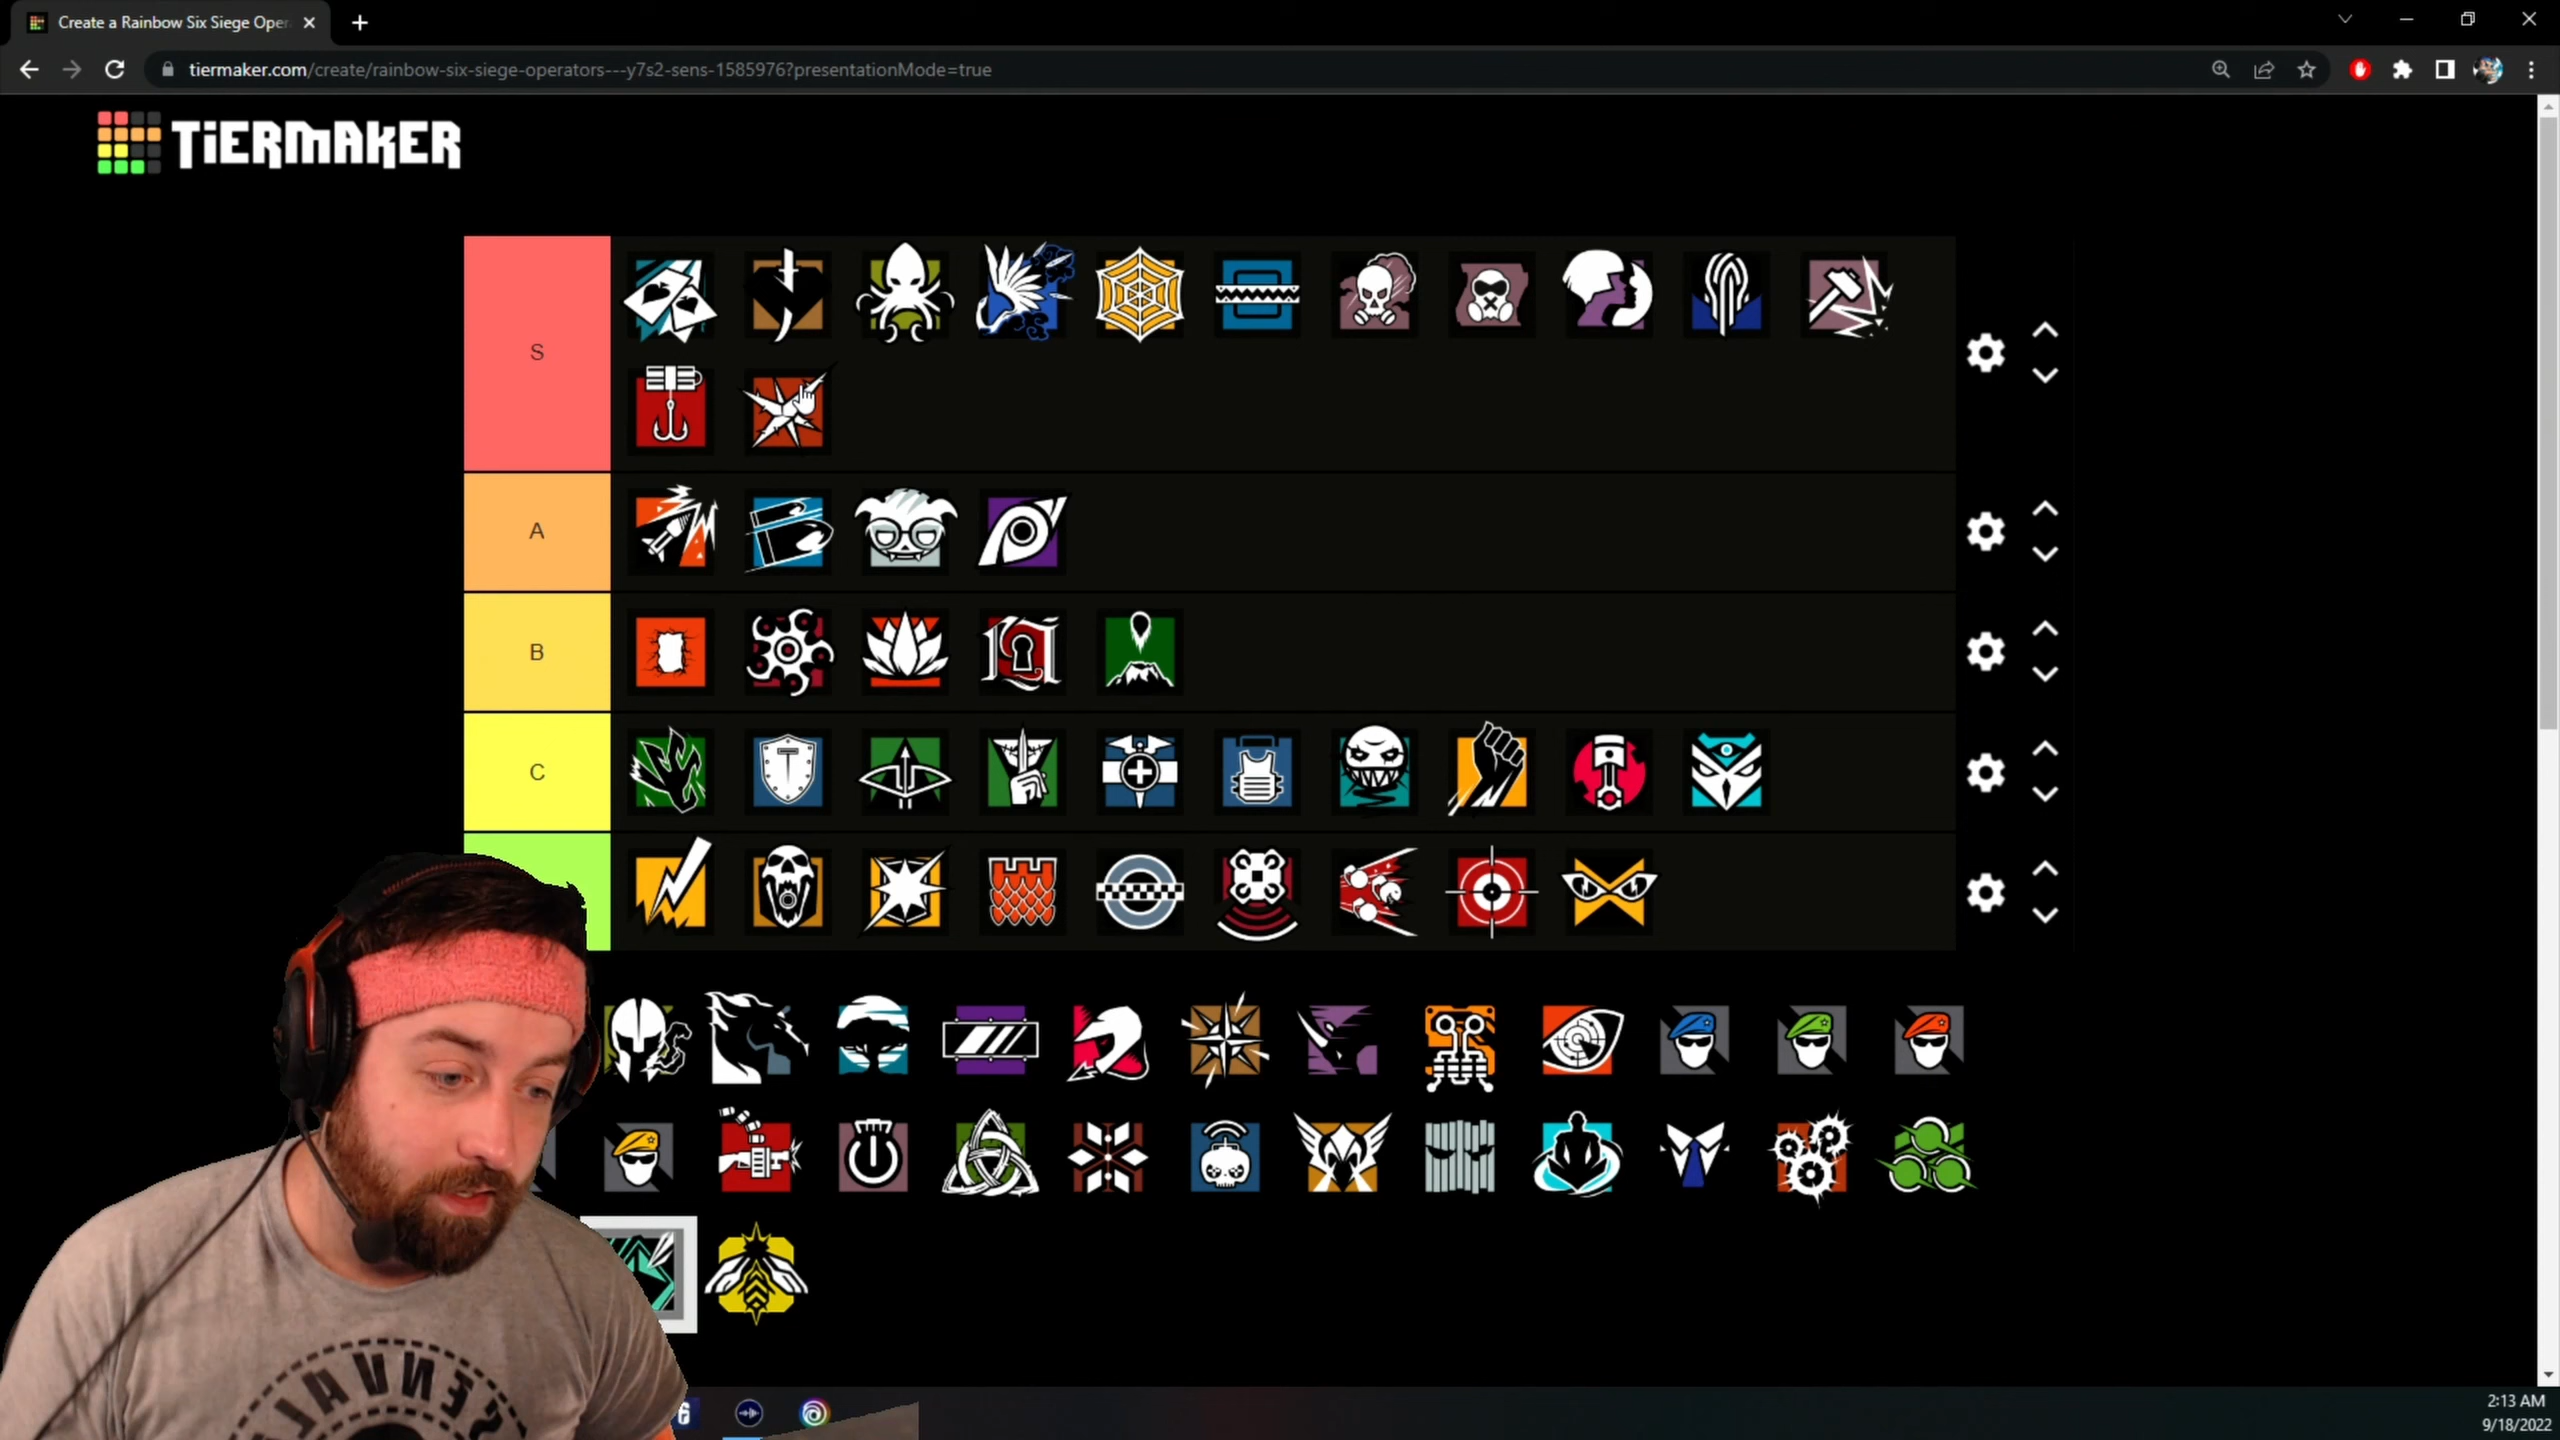 Create a Rainbow Six Siege Oper
tiermaker.com/create/rainbow-six-siege-operators---y7s2-sens-1585976?presentationMode=true
TiERMAKER
S
A
B
C
2:13 AM
9/18/2022